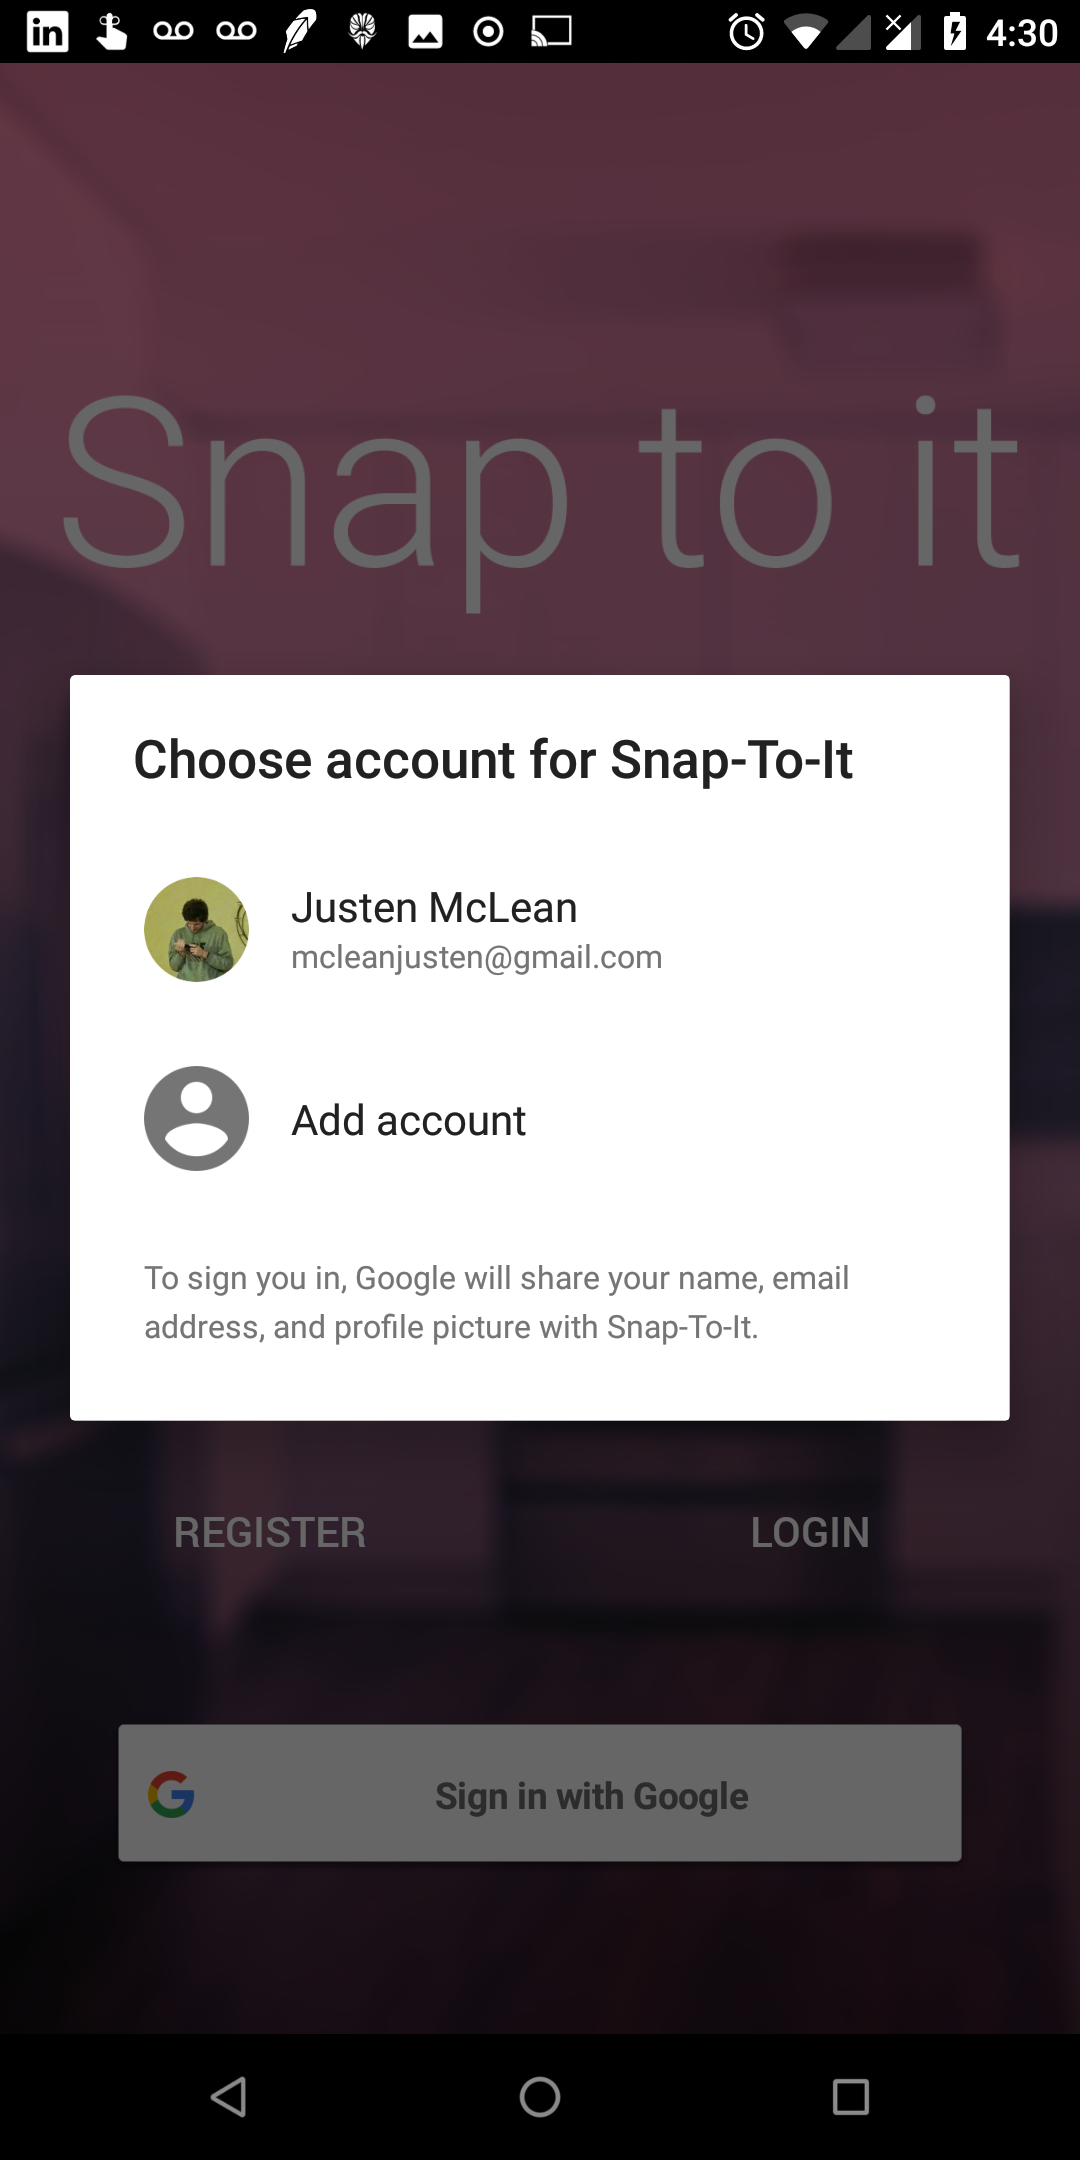 in
4:30
Snap to it
Choose account for Snap-To-It
Justen McLean
mcleanjusten@gmail.com
Add account
To sign you in, Google will share your name, email
address, and profile picture with Snap-To-It.
REGISTER LOGIN
G Sign in with Google